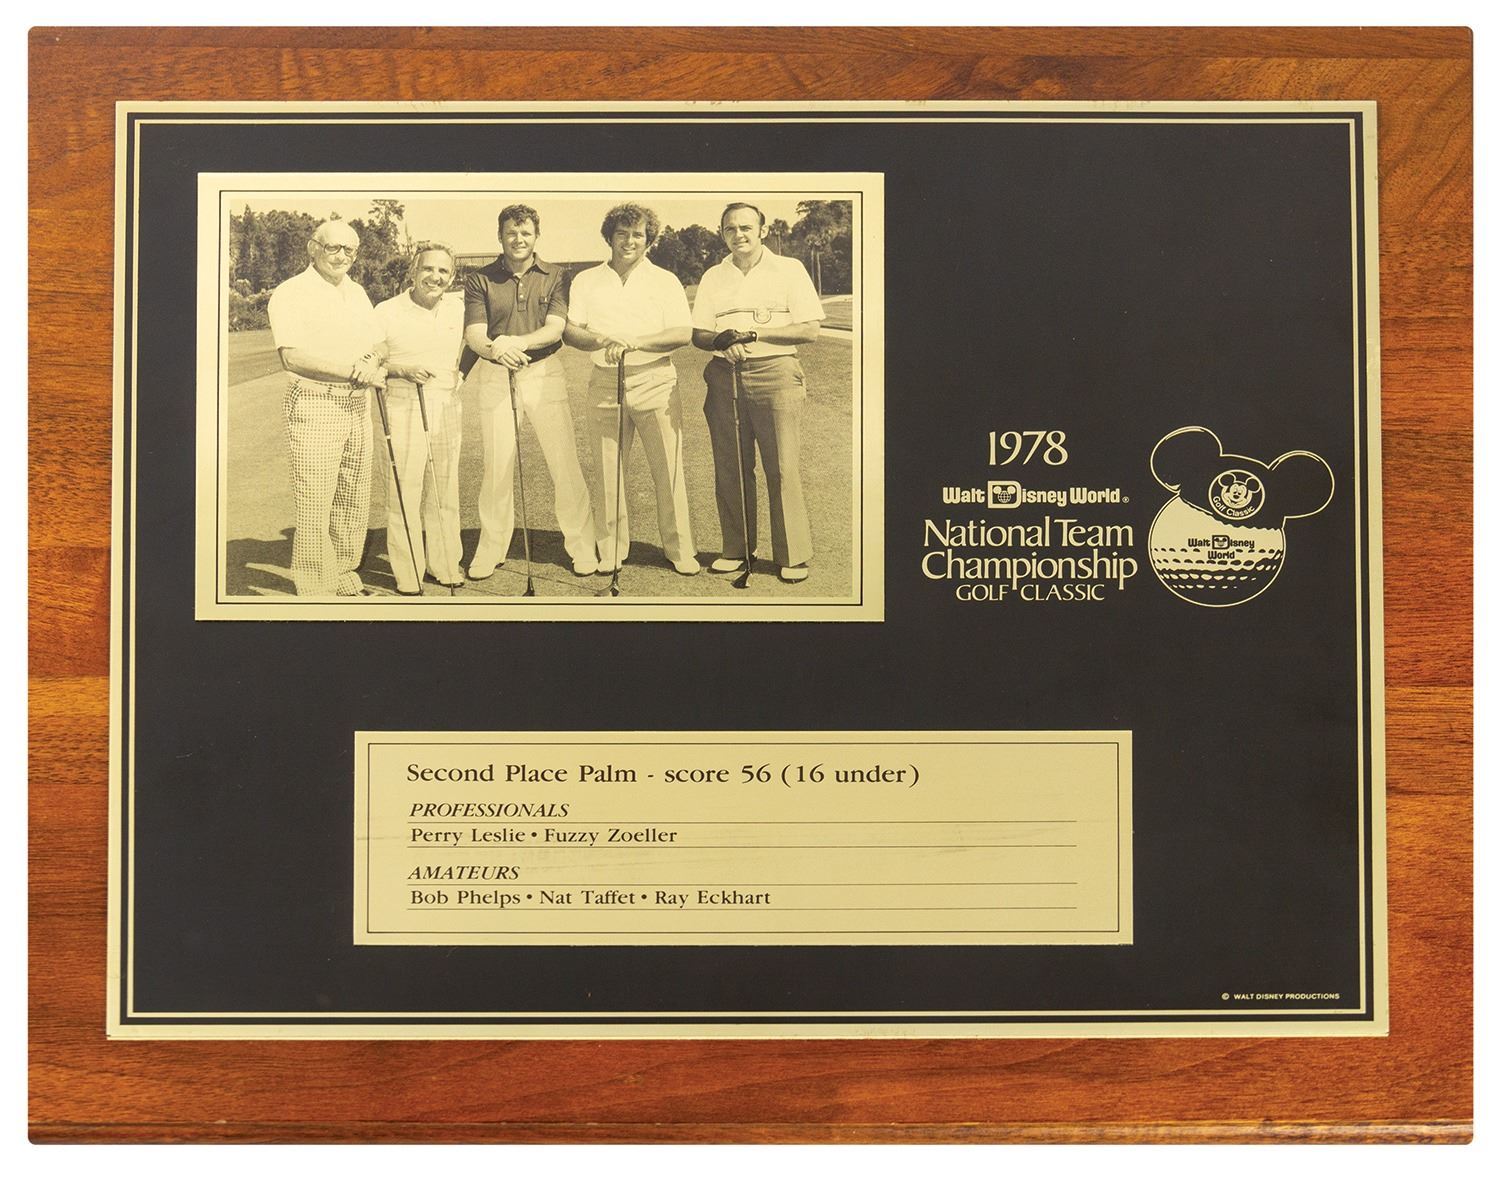 1978
Walt Disney World®
National Team
Championship
GOLF CLASSIC
Golf Classic
Walt Disney
World
Second Place Palm - score 56 (16 under)
PROFESSIONALS
Perry Leslie • Fuzzy Zoeller
AMATEURS
Bob Phelps • Nat Taffet • Ray Eckhart
© WALT DISNEY PRODUCTIONS